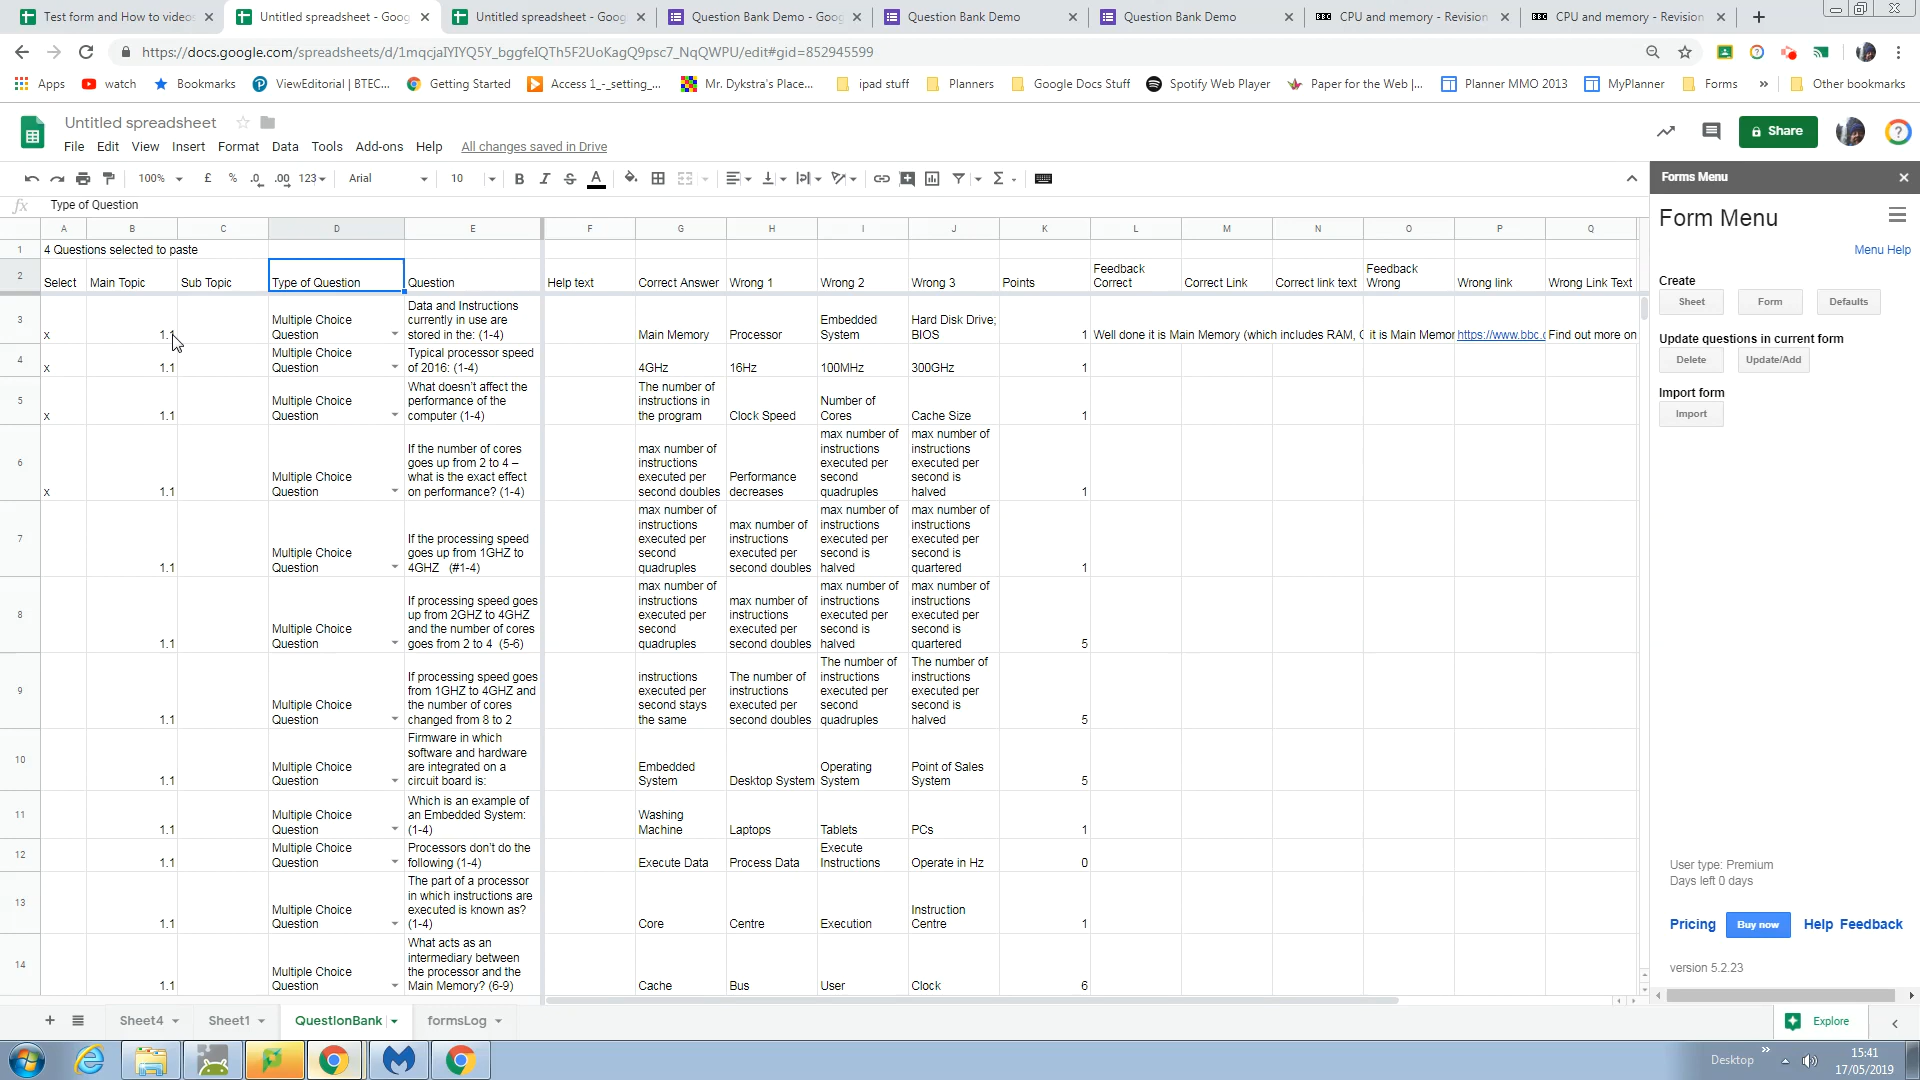 Test form and How to videos
Untitled spreadsheet - Goog
Untitled spreadsheet - Goog
Question Bank Demo - Goog
Question Bank Demo
Question Bank Demo
BBC CPU and memory - Revision
BBC CPU and memory - Revision
https://docs.google.com/spreadsheets/d/1mqcjaIYIYQ5Y_bggfeIQTh5F2UoKagQ9psc7_NqQWPU/edit#gid=852945599
Apps
watch
Bookmarks
ViewEditorial | BTEC...
Getting Started
Access 1_-_setting_...
Mr. Dykstra's Place...
ipad stuff
Planners
Google Docs Stuff
Spotify Web Player
Paper for the Web |...
Planner MMO 2013
MyPlanner
Forms
»
Other bookmarks
Untitled spreadsheet
Share
File Edit View Insert Format Data Tools Add-ons Help All changes saved in Drive
100% £ % .0 .00 123 Arial 10 B I S A
Forms Menu
fx Type of Question
A B C D E F G H I J K L M N O P Q
1 4 Questions selected to paste
2 Select Main Topic Sub Topic Type of Question Question Help text Correct Answer Wrong 1 Wrong 2 Wrong 3 Points Feedback Correct Correct Link Correct link text Feedback Wrong Wrong link Wrong Link Text
3 x 1.1 Multiple Choice Question Data and Instructions currently in use are stored in the: (1-4) Main Memory Processor Embedded System Hard Disk Drive; BIOS 1 Well done it is Main Memory (which includes RAM, it is Main Memor https://www.bbc.c Find out more on
4 x 1.1 Multiple Choice Question Typical processor speed of 2016: (1-4) 4GHz 16Hz 100MHz 300GHz 1
5 x 1.1 Multiple Choice Question What doesn't affect the performance of the computer (1-4) The number of instructions in the program Clock Speed Number of Cores Cache Size 1
6 x 1.1 Multiple Choice Question If the number of cores goes up from 2 to 4 – what is the exact effect on performance? (1-4) max number of instructions executed per second doubles Performance decreases max number of instructions executed per second quadruples max number of instructions executed per second is halved 1
7 1.1 Multiple Choice Question If the processing speed goes up from 1GHZ to 4GHZ (#1-4) max number of instructions executed per second quadruples max number of instructions executed per second doubles max number of instructions executed per second is halved max number of instructions executed per second is quartered 1
8 1.1 Multiple Choice Question If processing speed goes up from 2GHZ to 4GHZ and the number of cores goes from 2 to 4 (5-6) max number of instructions executed per second quadruples max number of instructions executed per second doubles max number of instructions executed per second is halved max number of instructions executed per second is quartered 5
9 1.1 Multiple Choice Question If processing speed goes from 1GHZ to 4GHZ and the number of cores changed from 8 to 2 instructions executed per second stays the same The number of instructions executed per second doubles The number of instructions executed per second quadruples The number of instructions executed per second is halved 5
10 1.1 Multiple Choice Question Firmware in which software and hardware are integrated on a circuit board is: Embedded System Desktop System Operating System Point of Sales System 5
11 1.1 Multiple Choice Question Which is an example of an Embedded System: (1-4) Washing Machine Laptops Tablets PCs 1
12 1.1 Multiple Choice Question Processors don't do the following (1-4) Execute Data Process Data Execute Instructions Operate in Hz 0
13 1.1 Multiple Choice Question The part of a processor in which instructions are executed is known as? (1-4) Core Centre Execution Instruction Centre 1
14 1.1 Multiple Choice Question What acts as an intermediary between the processor and the Main Memory? (6-9) Cache Bus User Clock 6
Form Menu
Menu Help
Create
Sheet Form Defaults
Update questions in current form
Delete Update/Add
Import form
Import
User type: Premium
Days left 0 days
Pricing Buy now Help Feedback
version 5.2.23
Sheet4 Sheet1 QuestionBank formsLog
Explore
Desktop »
15:41
17/05/2019